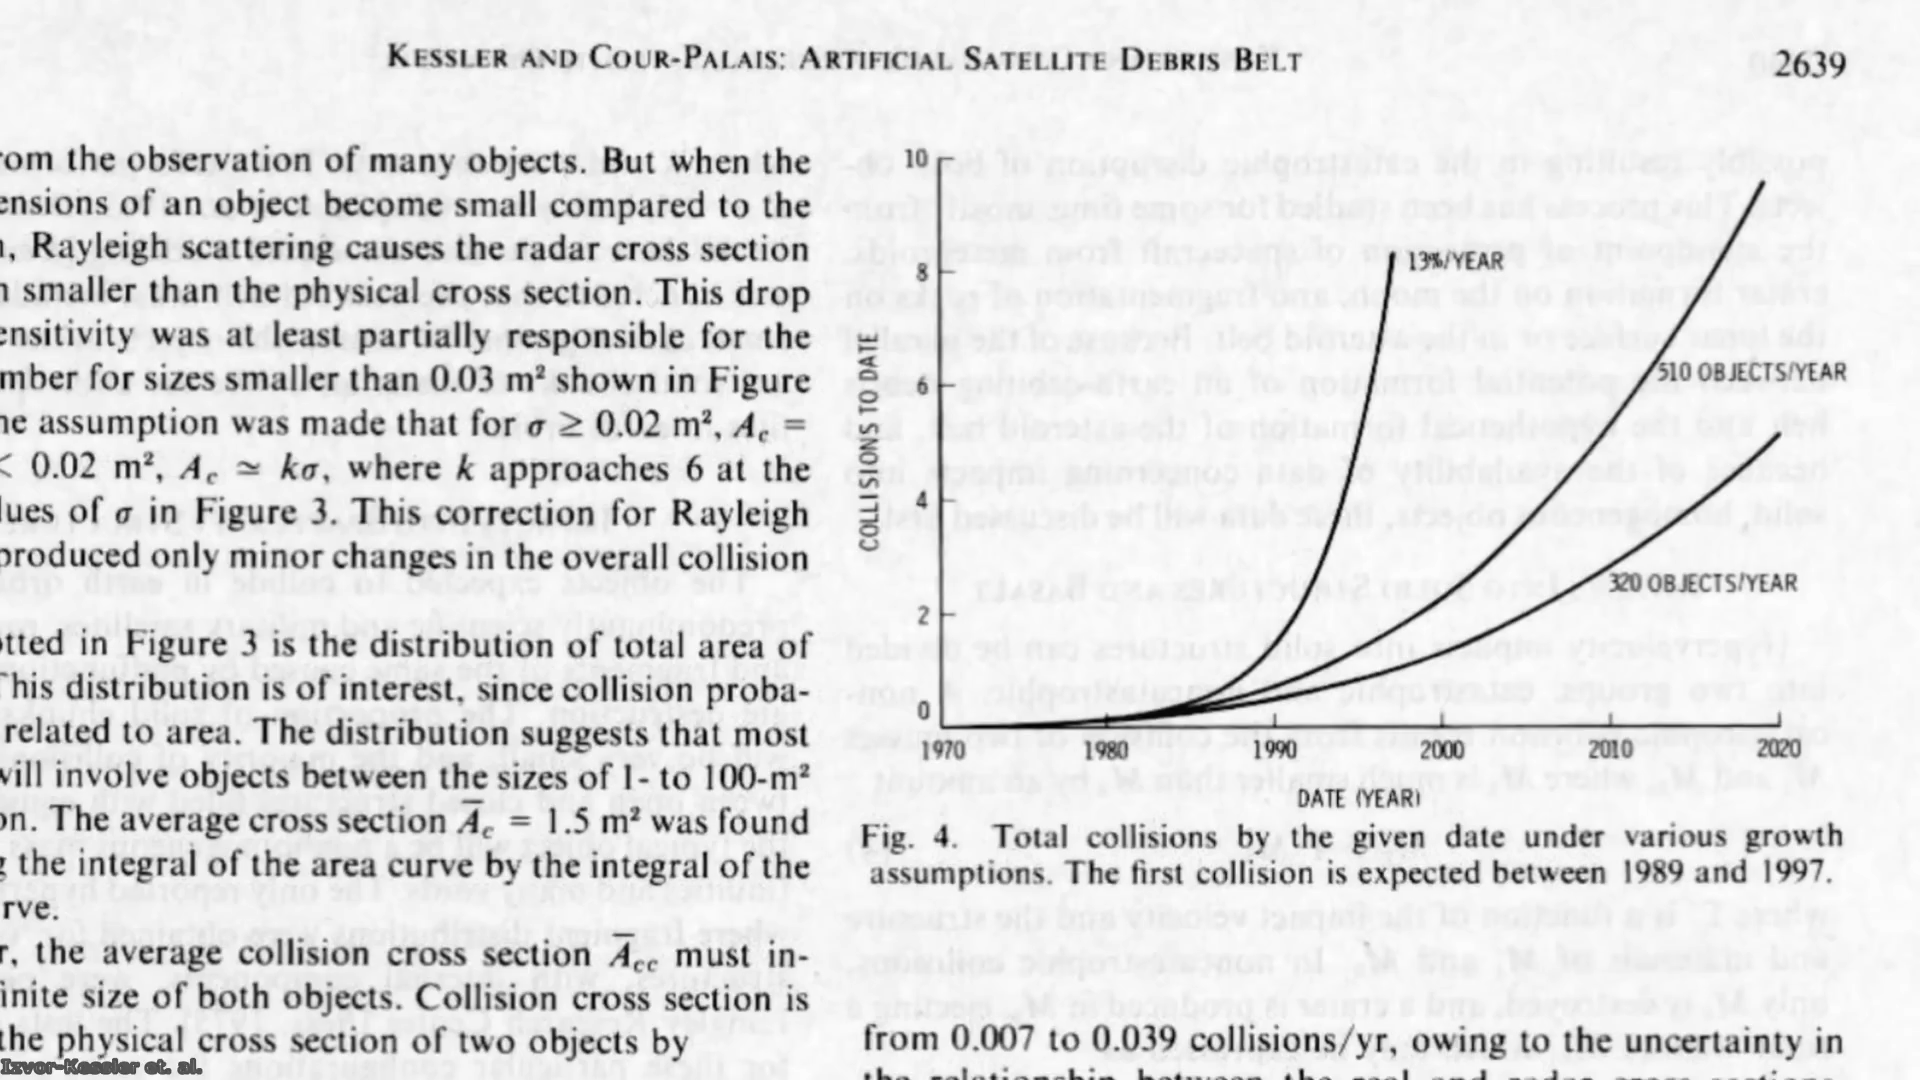 KESSLER AND COUR-PALAIS: ARTIFICIAL SATELLITE DEBRIS BELT 2639
rom the observation of many objects. But when the
ensions of an object become small compared to the
, Rayleigh scattering causes the radar cross section
smaller than the physical cross section. This drop
ensitivity was at least partially responsible for the
mber for sizes smaller than 0.03 m² shown in Figure
he assumption was made that for σ ≥ 0.02 m², A_c =
< 0.02 m², A_c ≃ kσ, where k approaches 6 at the
lues of σ in Figure 3. This correction for Rayleigh
produced only minor changes in the overall collision
otted in Figure 3 is the distribution of total area of
This distribution is of interest, since collision proba-
related to area. The distribution suggests that most
will involve objects between the sizes of 1- to 100-m²
on. The average cross section A̅_c = 1.5 m² was found
g the integral of the area curve by the integral of the
rve.
r, the average collision cross section A̅_cc must in-
inite size of both objects. Collision cross section is
the physical cross section of two objects by
Izvor-Kessler et. al.
10
8
6
4
2
0
COLLISIONS TO DATE
13%/YEAR
510 OBJECTS/YEAR
320 OBJECTS/YEAR
1970 1980 1990 2000 2010 2020
DATE (YEAR)
Fig. 4. Total collisions by the given date under various growth
assumptions. The first collision is expected between 1989 and 1997.
from 0.007 to 0.039 collisions/yr, owing to the uncertainty in
the relationship between the real and radar cross sections